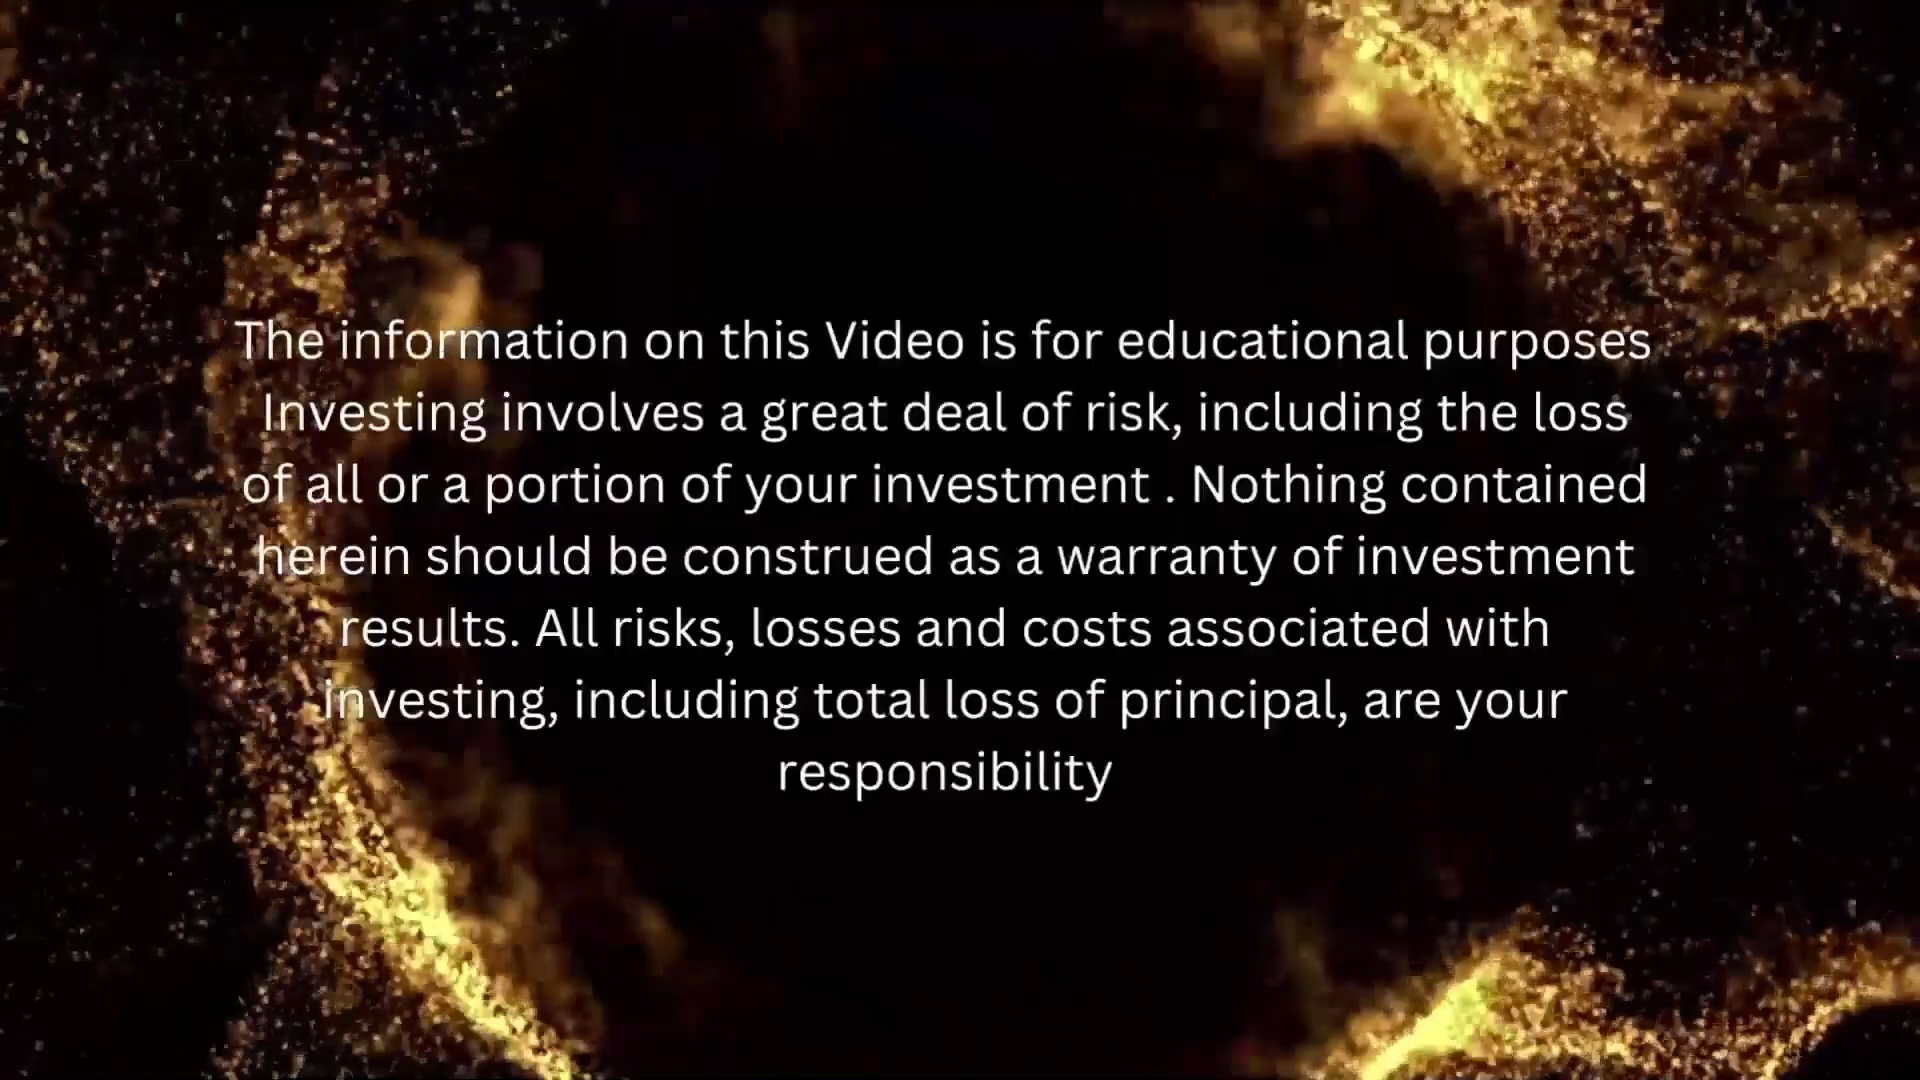 The information on this Video is for educational purposes
Investing involves a great deal of risk, including the loss
of all or a portion of your investment . Nothing contained
herein should be construed as a warranty of investment
results. All risks, losses and costs associated with
investing, including total loss of principal, are your
responsibility